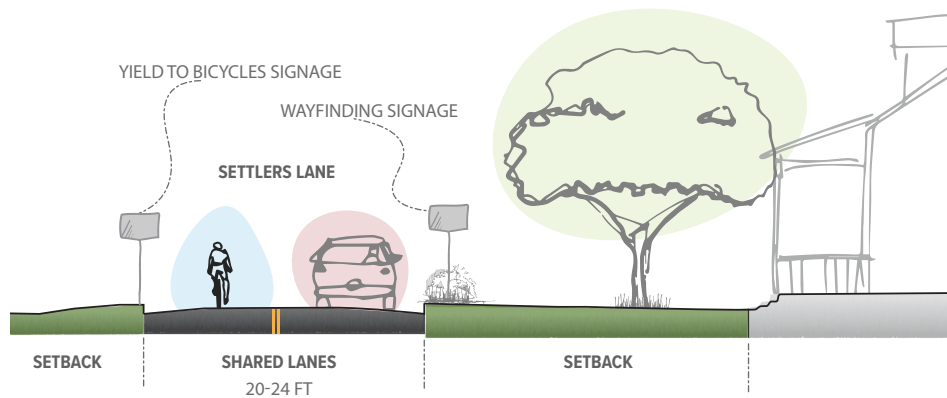 YIELD TO BICYCLES SIGNAGE
WAYFINDING SIGNAGE
SETTLERS LANE
SETBACK
SHARED LANES
20-24 FT
SETBACK